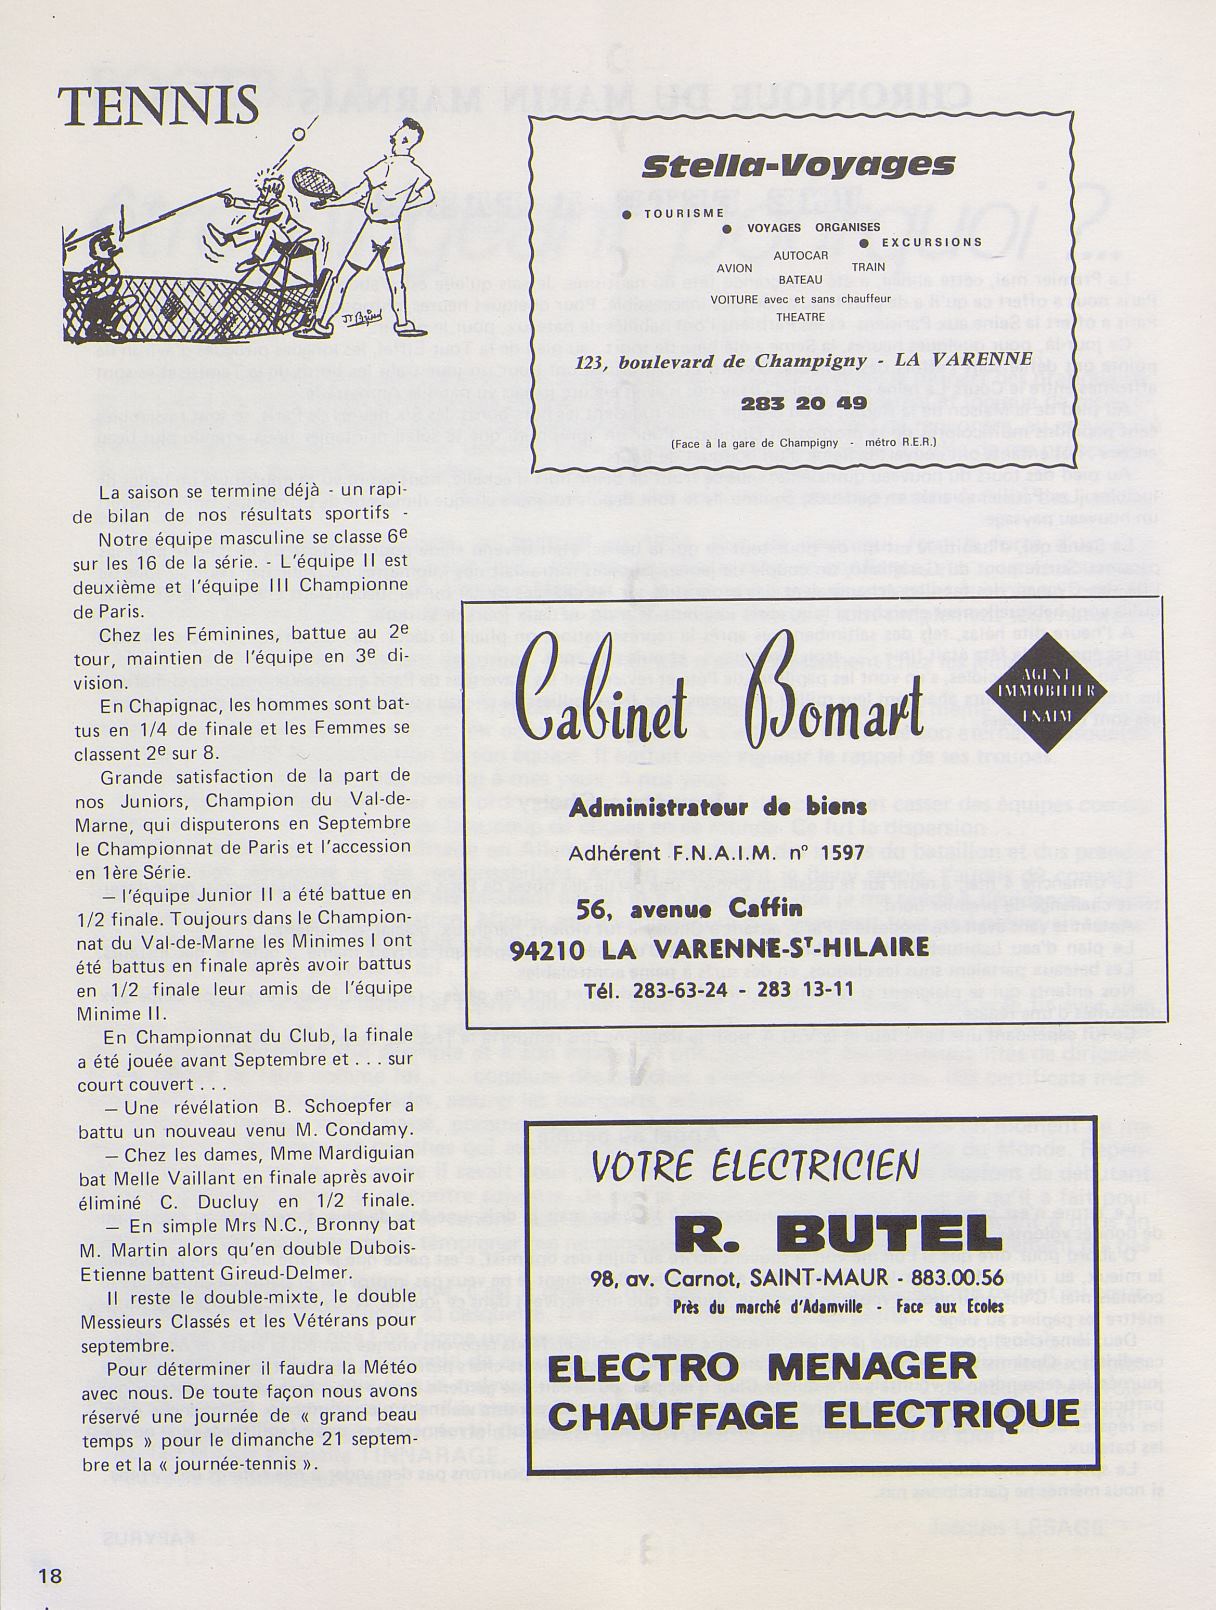 TENNIS
La saison se termine déjà - un rapi-
de bilan de nos résultats sportifs -
Notre équipe masculine se classe 6e
sur les 16 de la série. - L'équipe II est
deuxième et l'équipe III Championne
de Paris.
Chez les Féminines, battue au 2e
tour, maintien de l'équipe en 3e di-
vision.
En Chapignac, les hommes sont bat-
tus en 1/4 de finale et les Femmes se
classent 2e sur 8.
Grande satisfaction de la part de
nos Juniors, Champion du Val-de-
Marne, qui disputerons en Septembre
le Championnat de Paris et l'accession
en 1ère Série.
— l'équipe Junior II a été battue en
1/2 finale. Toujours dans le Champion-
nat du Val-de-Marne les Minimes I ont
été battus en finale après avoir battus
en 1/2 finale leur amis de l'équipe
Minime II.
En Championnat du Club, la finale
a été jouée avant Septembre et . . . sur
court couvert . . .
— Une révélation B. Schoepfer a
battu un nouveau venu M. Condamy.
— Chez les dames, Mme Mardiguian
bat Melle Vaillant en finale après avoir
éliminé C. Ducluy en 1/2 finale.
— En simple Mrs N.C., Bronny bat
M. Martin alors qu'en double Dubois-
Etienne battent Gireud-Delmer.
Il reste le double-mixte, le double
Messieurs Classés et les Vétérans pour
septembre.
Pour déterminer il faudra la Météo
avec nous. De toute façon nous avons
réservé une journée de « grand beau
temps » pour le dimanche 21 septem-
bre et la « journée-tennis ».
18
Stella-Voyages
● TOURISME
● VOYAGES ORGANISES
● EXCURSIONS
AUTOCAR
AVION TRAIN
BATEAU
VOITURE avec et sans chauffeur
THEATRE
123, boulevard de Champigny - LA VARENNE
283 20 49
(Face à la gare de Champigny - métro R.E.R.)
Cabinet Bomart
AGENT
IMMOBILIER
FNAIM
Administrateur de biens
Adhérent F.N.A.I.M. n° 1597
56, avenue Caffin
94210 LA VARENNE-ST-HILAIRE
Tél. 283-63-24 - 283 13-11
VOTRE ELECTRICIEN
R. BUTEL
98, av. Carnot, SAINT-MAUR - 883.00.56
Près du marché d'Adamville - Face aux Ecoles
ELECTRO MENAGER
CHAUFFAGE ELECTRIQUE